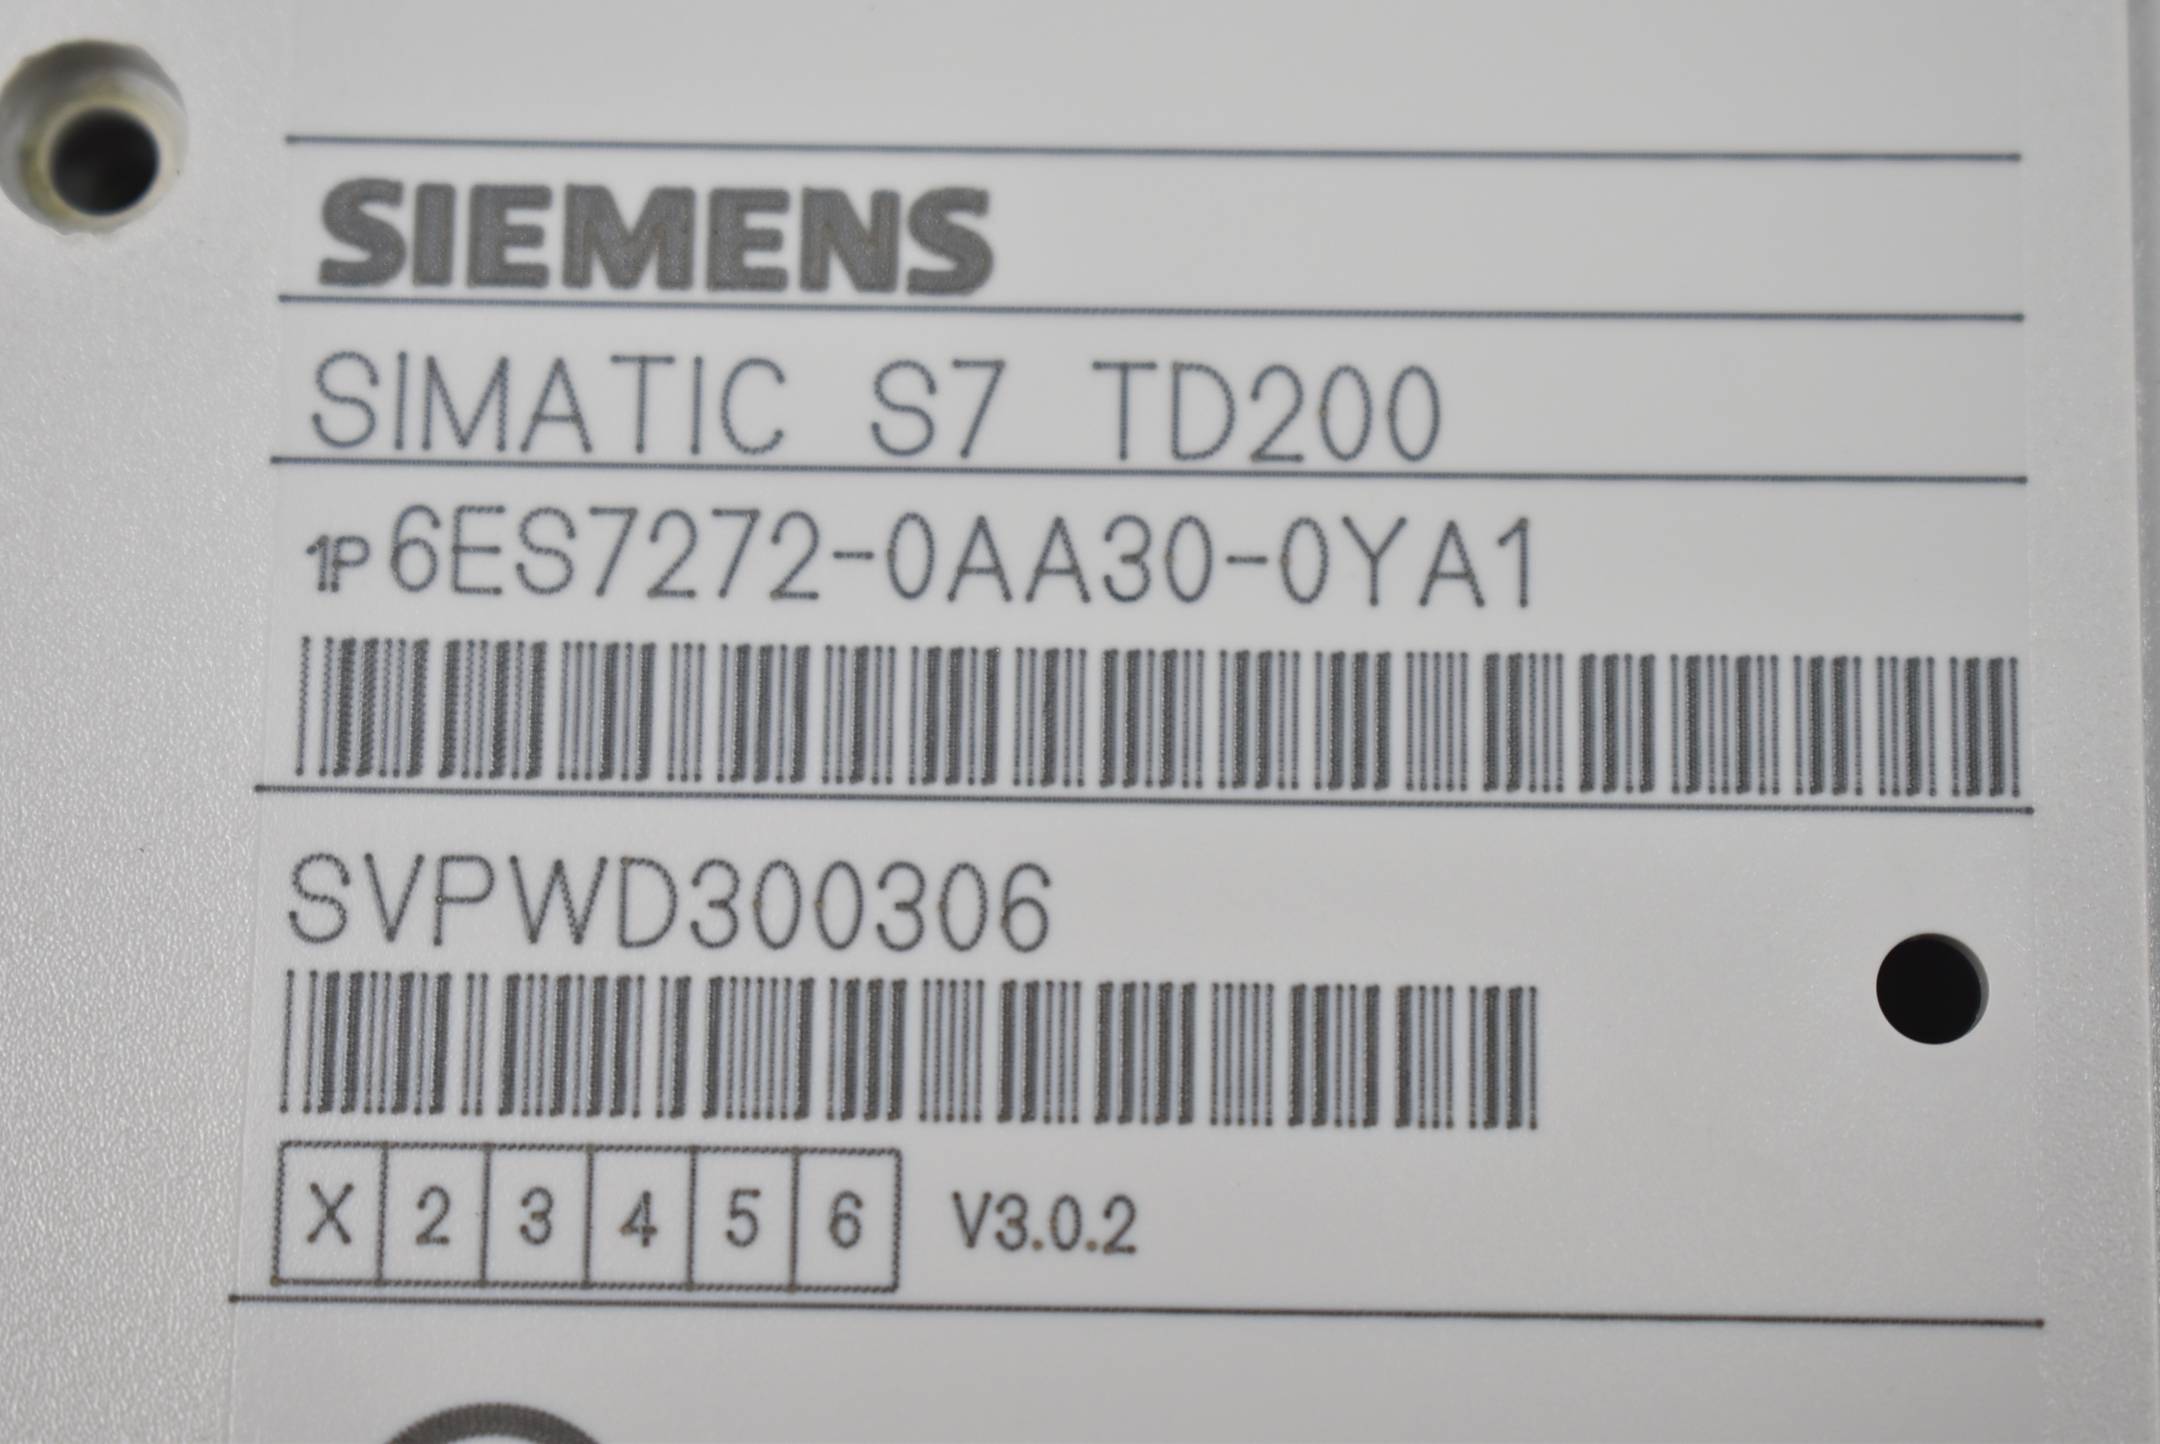 SIEMENS
SIMATIC S7 TD200
1P 6ES7272-0AA30-0YA1
SVPWD300306
X 2 3 4 5 6 V3.0.2